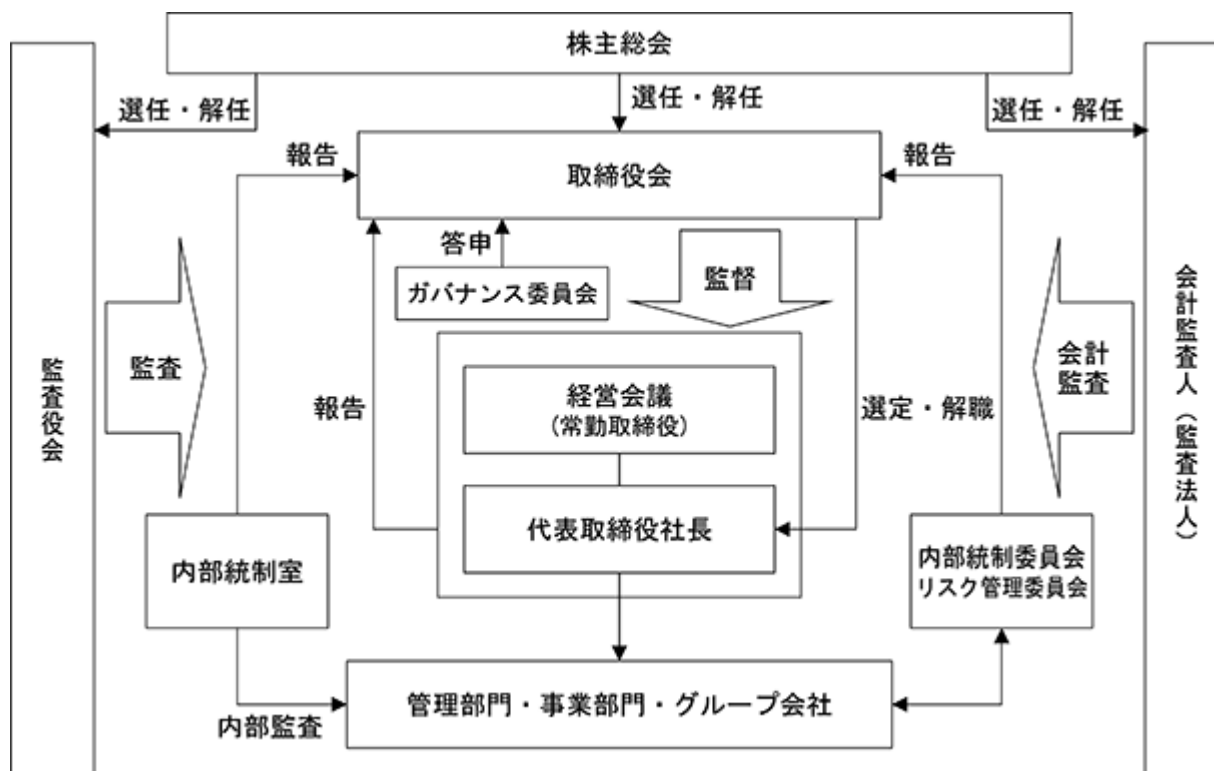 株主総会
選任・解任
選任・解任
選任・解任
報告
取締役会
報告
答申
ガバナンス委員会
監督
監査役会
監査
報告
経営会議
(常勤取締役)
選定・解職
会計
監査
会計監査人（監査法人）
代表取締役社長
内部統制室
内部統制委員会
リスク管理委員会
管理部門・事業部門・グループ会社
内部監査